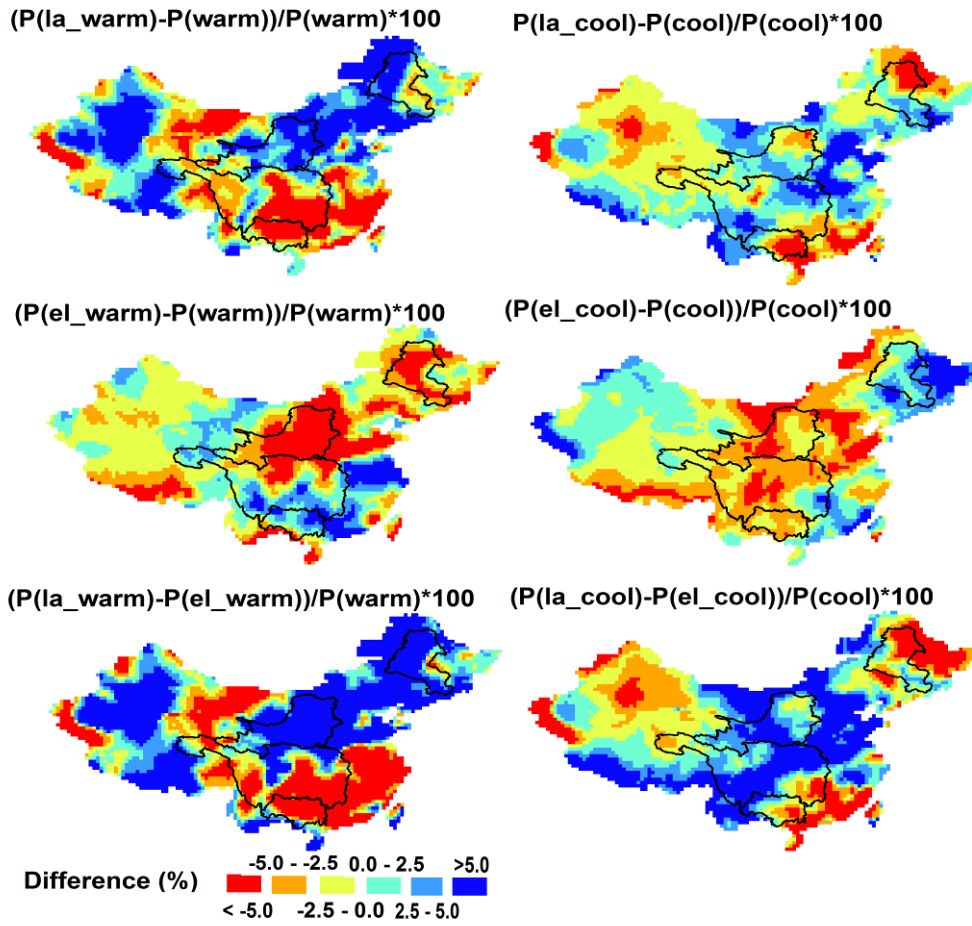 (P(la_warm)-P(warm))/P(warm)*100
P(la_cool)-P(cool)/P(cool)*100
(P(el_warm)-P(warm))/P(warm)*100
(P(el_cool)-P(cool))/P(cool)*100
(P(la_warm)-P(el_warm))/P(warm)*100
(P(la_cool)-P(el_cool))/P(cool)*100
-5.0 - -2.5 0.0 - 2.5 >5.0
Difference (%)
< -5.0 -2.5 - 0.0 2.5 - 5.0